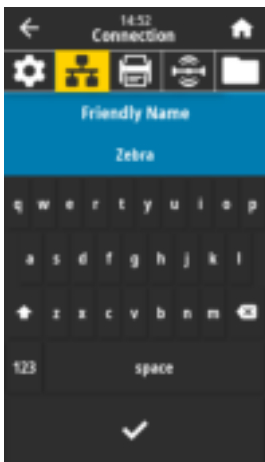 14:52
Connection
Friendly Name
Zebra
q w e r t y u i o p
a s d f g h j k l
z x c v b n m
123 space